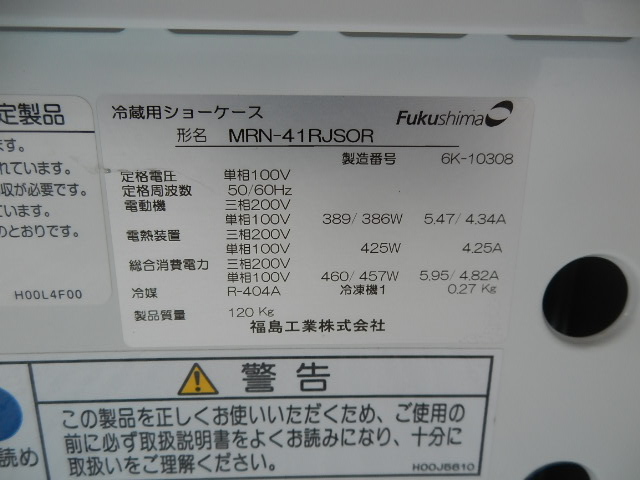 定製品
ます。
れています。
収が必要です。
ています。
のとおりです。
H00L4F00
冷蔵用ショーケース
Fukushima
形名 MRN-41RJSOR
製造番号 6K-10308
定格電圧 単相100V
定格周波数 50/60Hz
電動機 三相200V
単相100V 389/386W 5.47/4.34A
電熱装置 三相200V
単相100V 425W 4.25A
総合消費電力 三相200V
単相100V 460/457W 5.95/4.82A
冷媒 R-404A 冷凍機1 0.27Kg
製品質量 120Kg
福島工業株式会社
警告
この製品を正しくお使いいただくため、ご使用の
前に必ず取扱説明書をよくお読みになり、十分に
取扱いをご理解ください。
H00J6610
読め